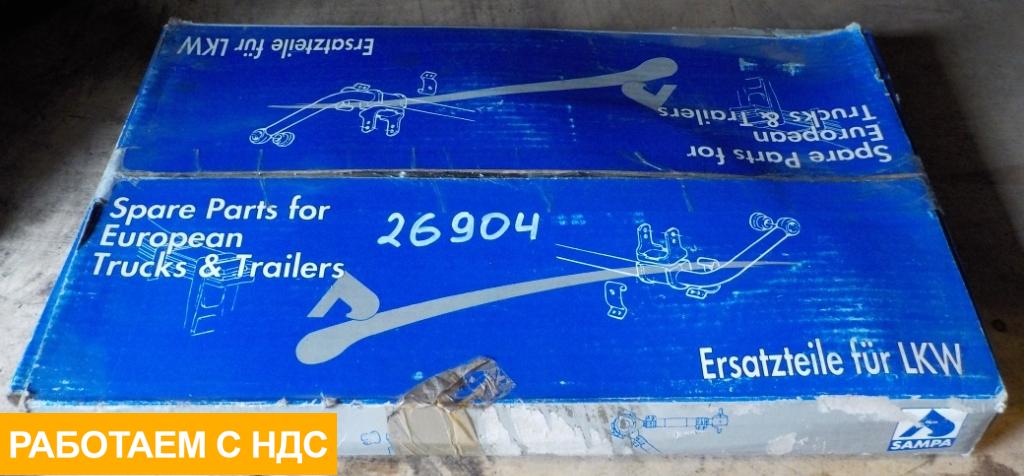 Ersatzteile für LKW
Spare Parts for
European
Trucks & Trailers
Spare Parts for
European
Trucks & Trailers
26904
Ersatzteile für LKW
SAMPA
РАБОТАЕМ С НДС